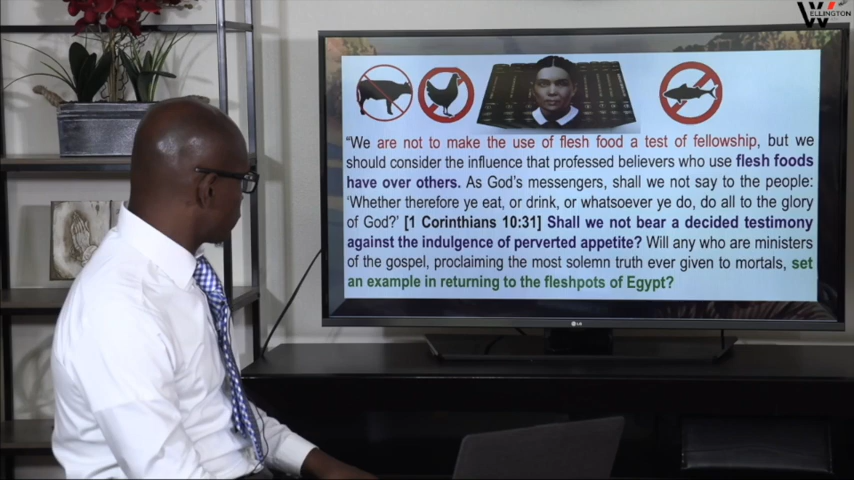 WELLINGTON
"We are not to make the use of flesh food a test of fellowship, but we
should consider the influence that professed believers who use flesh foods
have over others. As God's messengers, shall we not say to the people:
'Whether therefore ye eat, or drink, or whatsoever ye do, do all to the glory
of God?' [1 Corinthians 10:31] Shall we not bear a decided testimony
against the indulgence of perverted appetite? Will any who are ministers
of the gospel, proclaiming the most solemn truth ever given to mortals, set
an example in returning to the fleshpots of Egypt?
LG